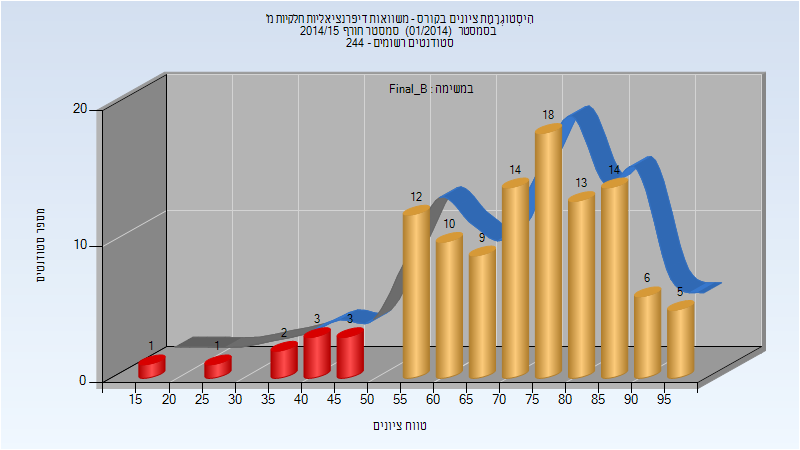 הִיסְטוֹגְרָמַת ציונים בקורס - משוואות דיפרנציאליות חלקיות מ'
בסמסטר (01/2014) סמסטר חורף 2014/15
סטודנטים רשומים - 244
במשימה : Final_B
מספר סטודנטים
20
10
0
1
1
2
3
3
12
10
9
14
18
13
14
6
5
15 20 25 30 35 40 45 50 55 60 65 70 75 80 85 90 95
טווח ציונים